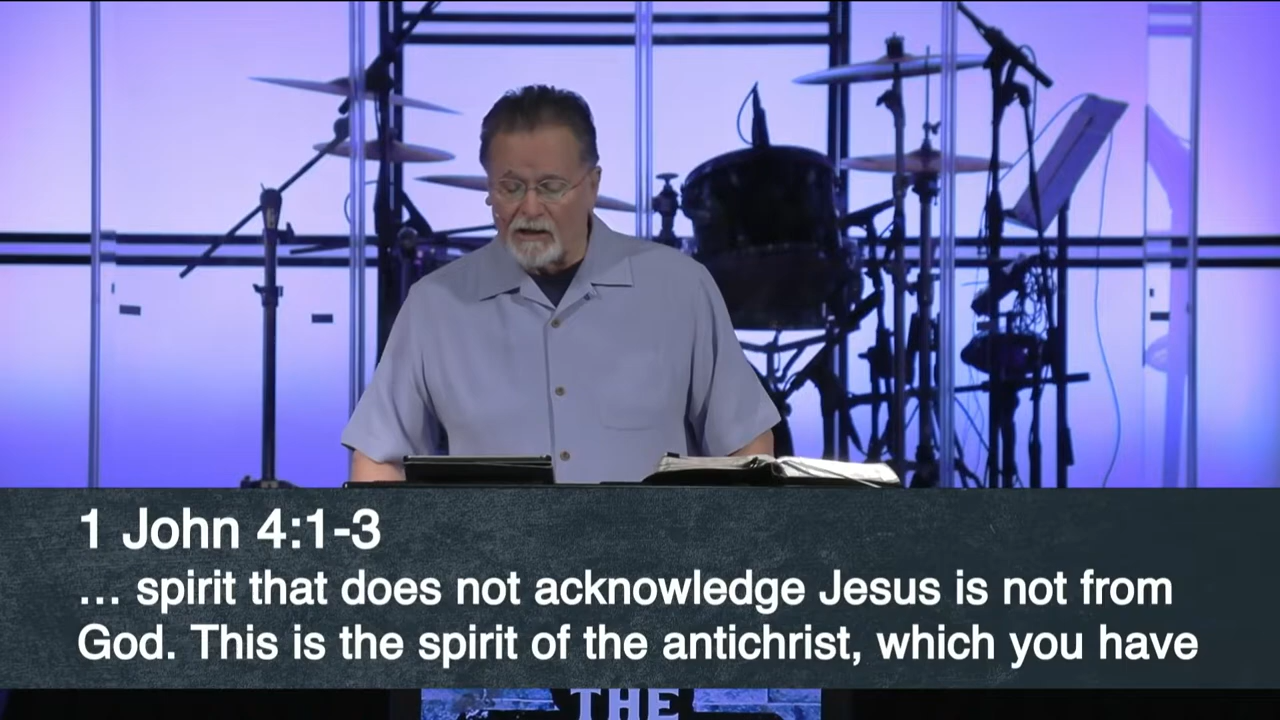 1 John 4:1-3
... spirit that does not acknowledge Jesus is not from
God. This is the spirit of the antichrist, which you have
THE